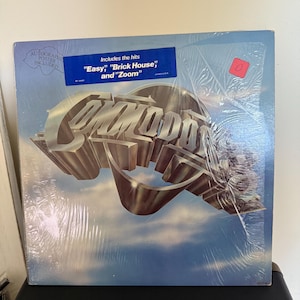 Includes the hits
"Easy," "Brick House,"
and "Zoom"
COMMODORES